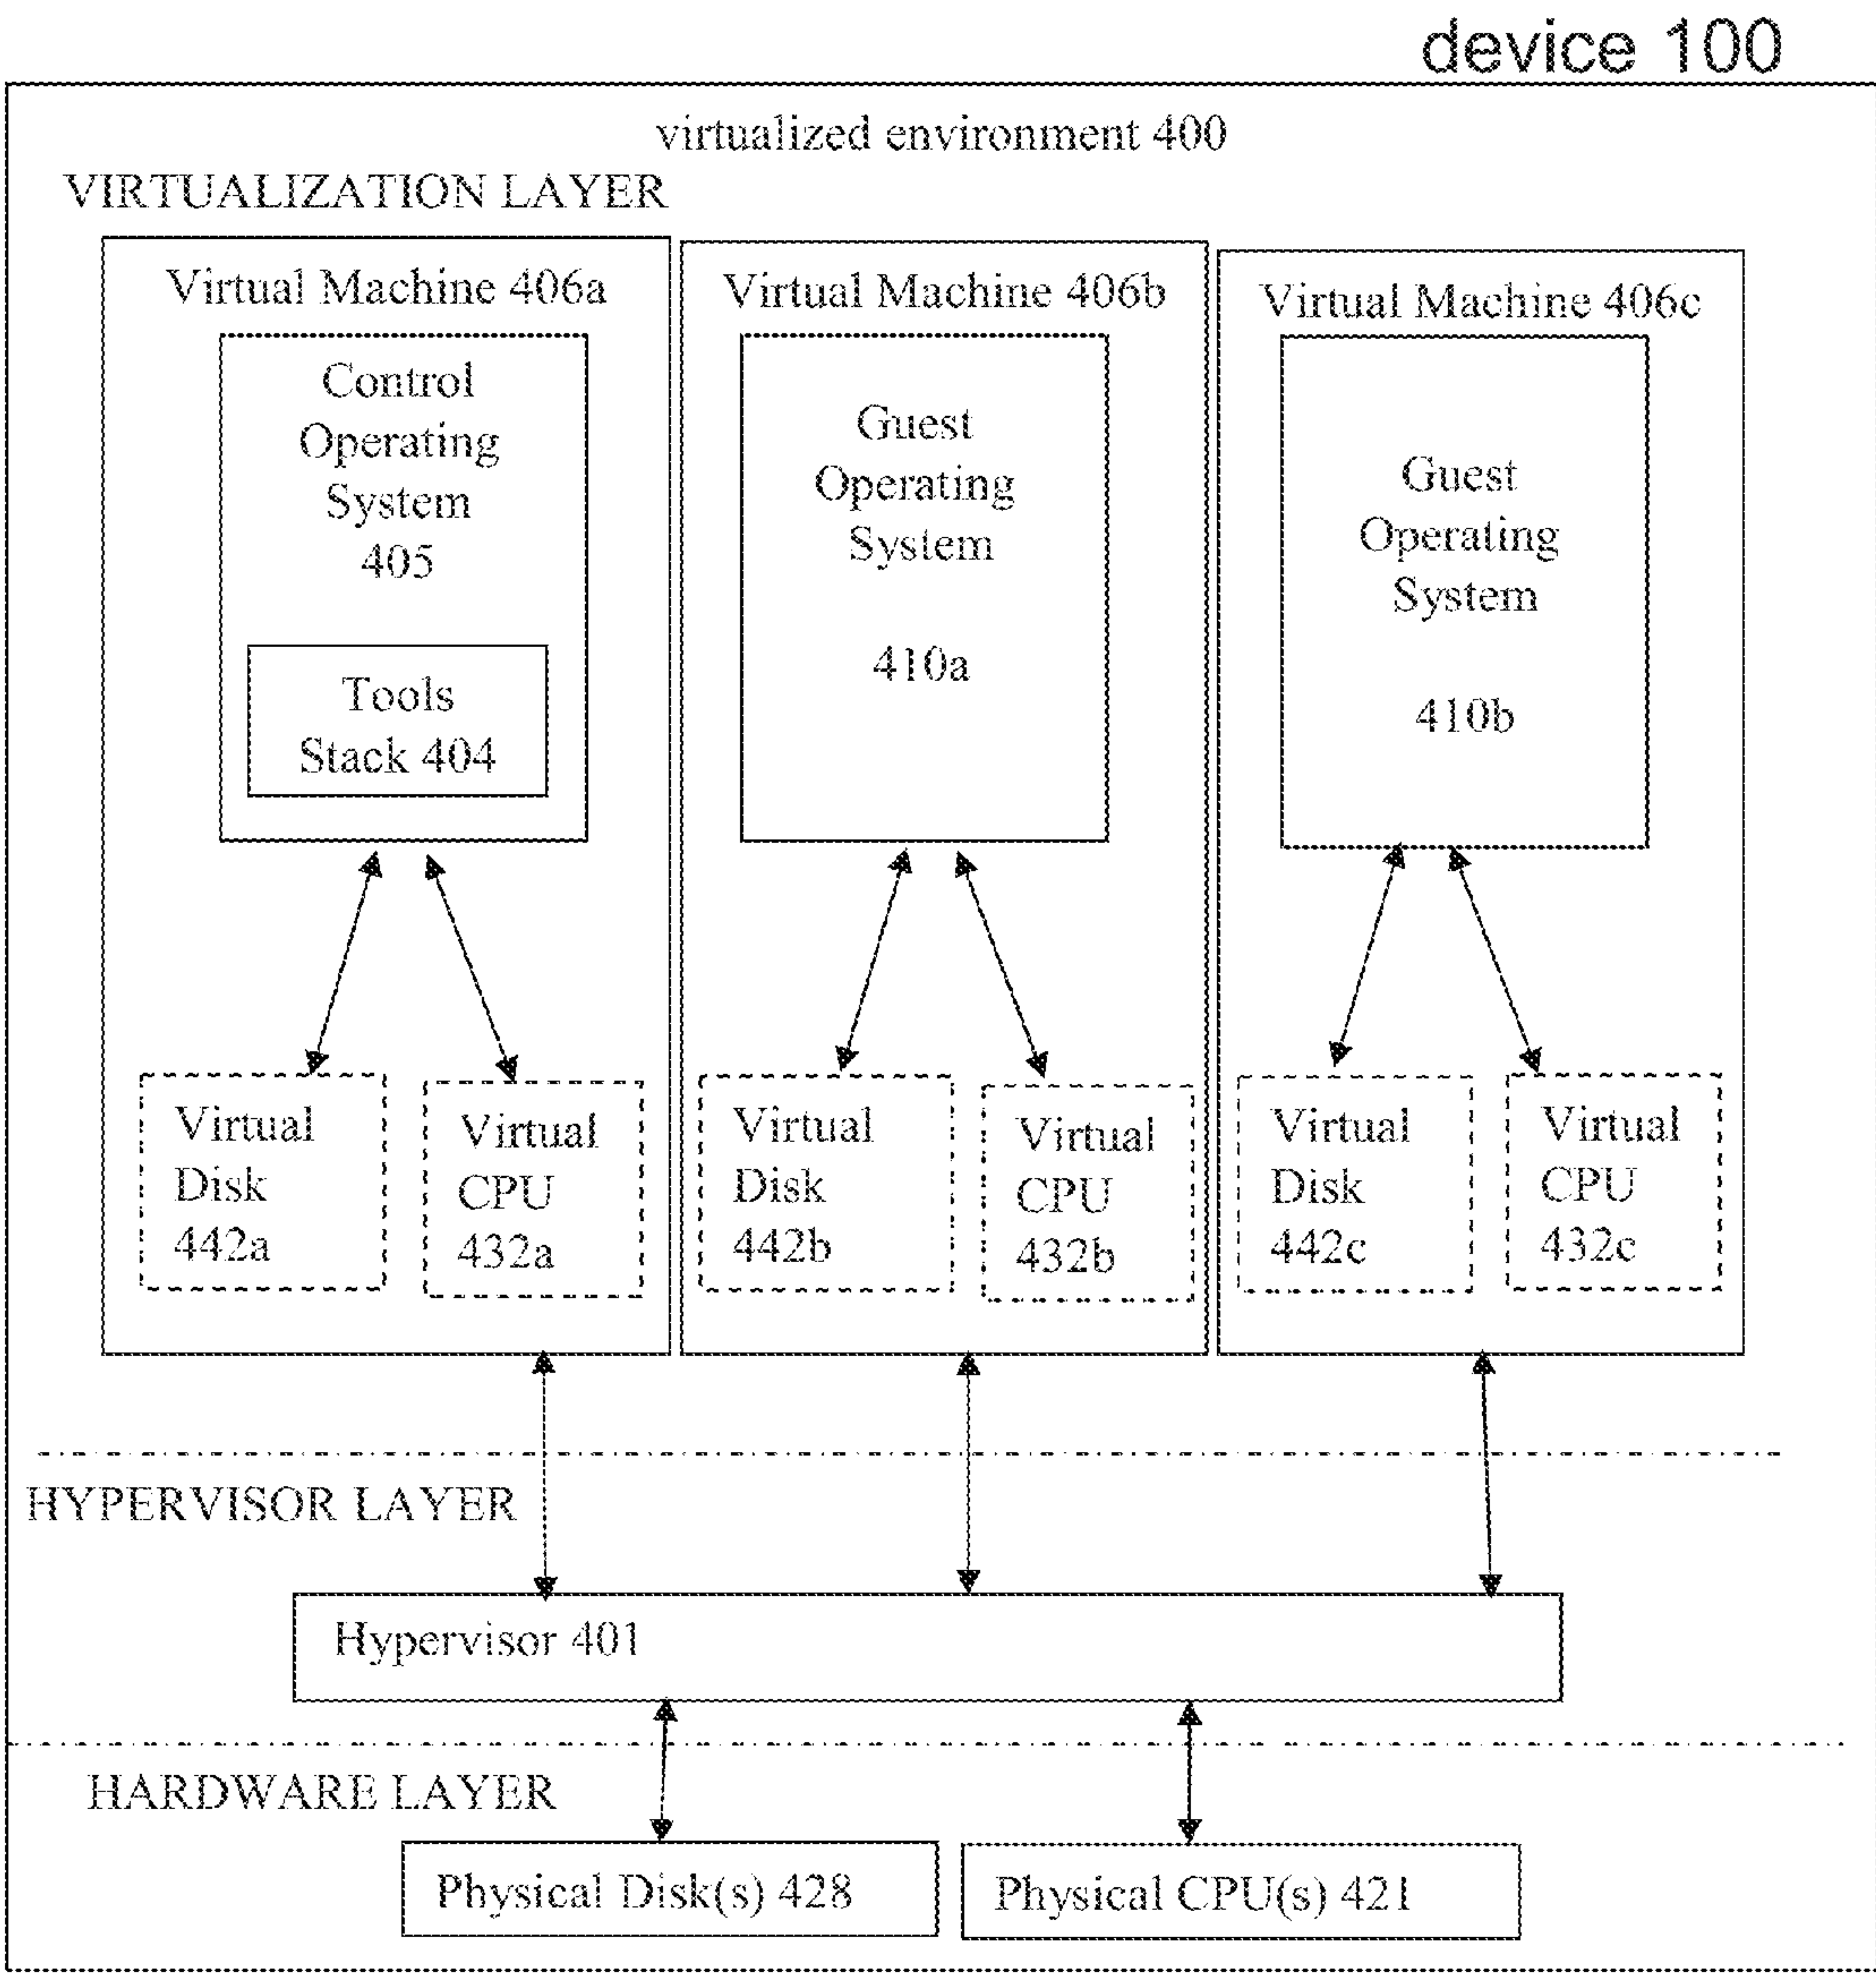 device 100
virtualized environment 400
VIRTUALIZATION LAYER
Virtual Machine 406a
Control
Operating
System
405
Tools
Stack 404
Virtual
Disk
442a
Virtual
CPU
432a
Virtual Machine 406b
Guest
Operating
System
410a
Virtual
Disk
442b
Virtual
CPU
432b
Virtual Machine 406c
Guest
Operating
System
410b
Virtual
Disk
442c
Virtual
CPU
432c
HYPERVISOR LAYER
Hypervisor 401
HARDWARE LAYER
Physical Disk(s) 428
Physical CPU(s) 421